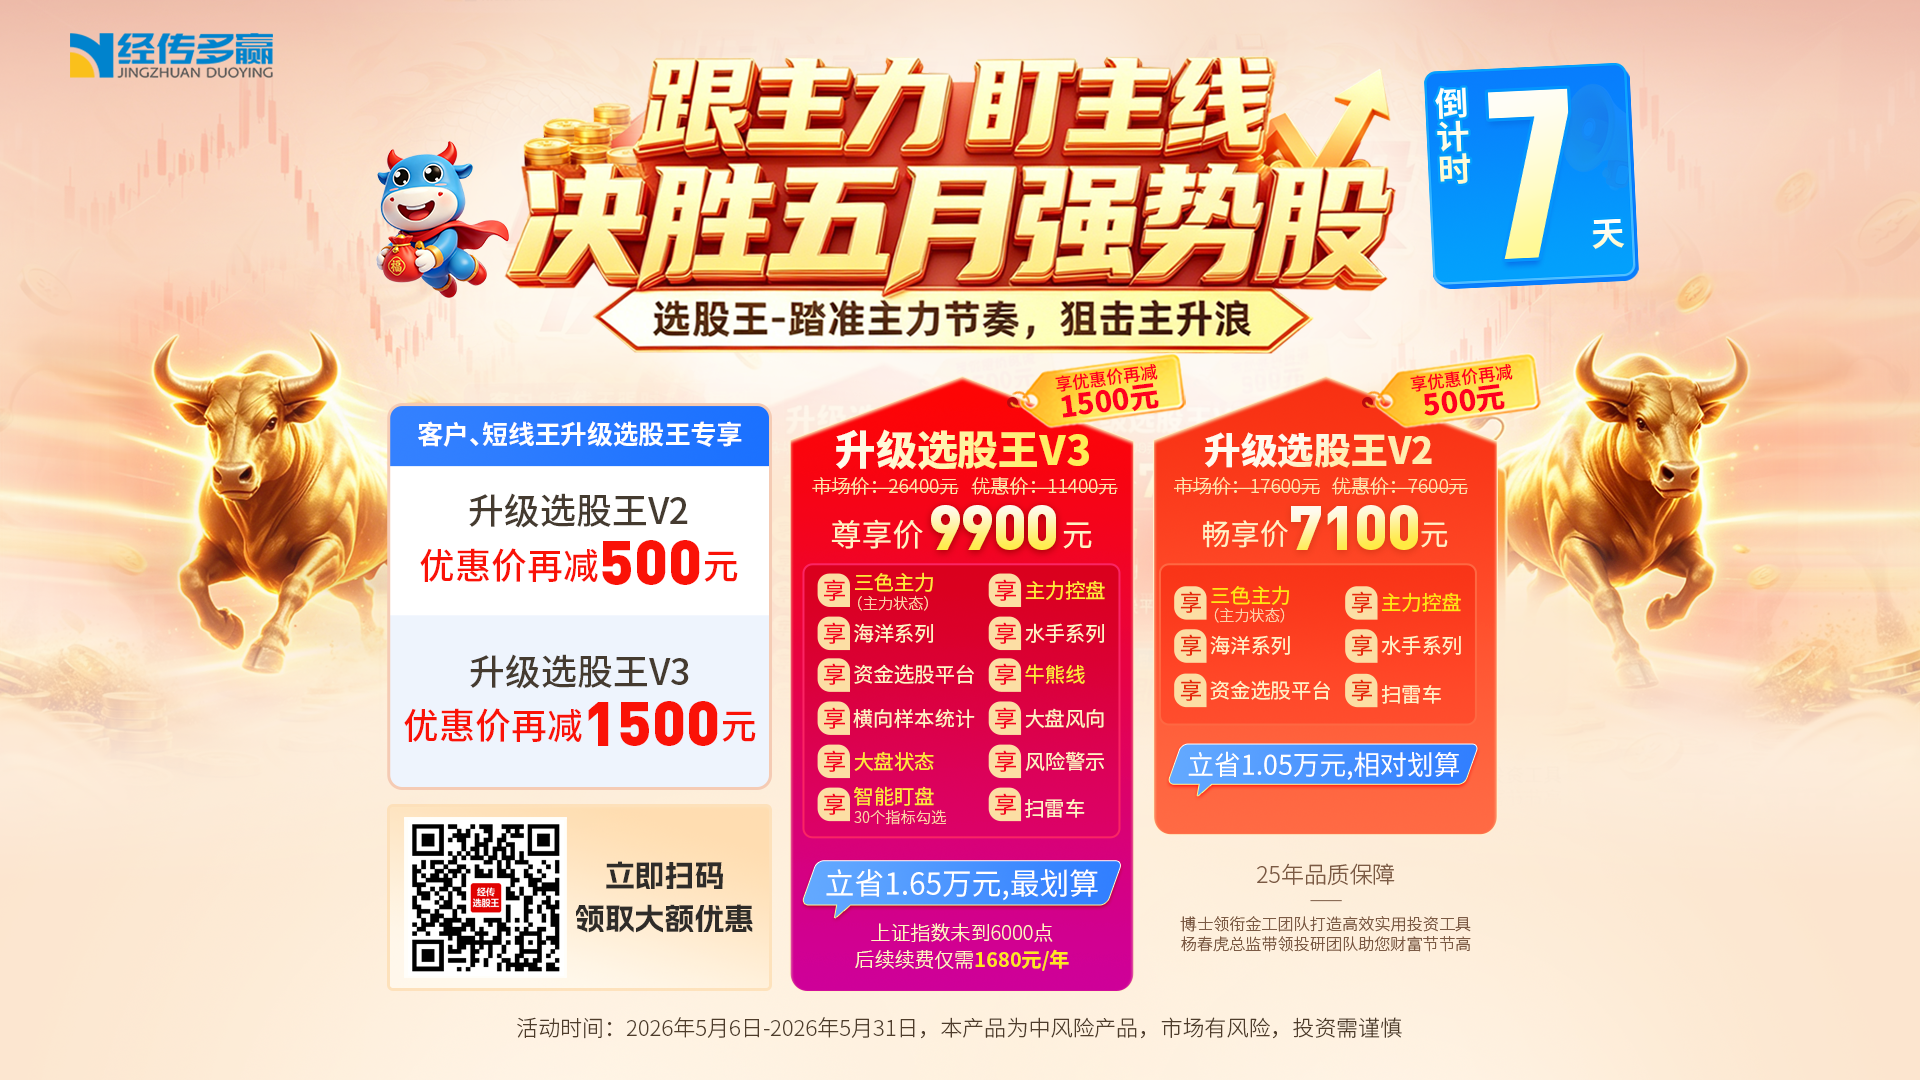 经传多赢
JINGZHUAN DUOYING
跟主力 盯主线
决胜五月强势股
选股王-踏准主力节奏，狙击主升浪
倒计时
7
天
福
客户、短线王升级选股王专享
升级选股王V2
优惠价再减500元
升级选股王V3
优惠价再减1500元
经传
选股王
立即扫码
领取大额优惠
享优惠价再减
1500元
升级选股王V3
市场价：26400元 优惠价：11400元
尊享价 9900 元
享 三色主力
（主力状态）
享 主力控盘
享 海洋系列
享 水手系列
享 资金选股平台
享 牛熊线
享 横向样本统计
享 大盘风向
享 大盘状态
享 风险警示
享 智能盯盘
30个指标勾选
享 扫雷车
立省1.65万元,最划算
上证指数未到6000点
后续续费仅需1680元/年
享优惠价再减
500元
升级选股王V2
市场价：17600元 优惠价：7600元
畅享价7100元
享 三色主力
（主力状态）
享 主力控盘
享 海洋系列
享 水手系列
享 资金选股平台
享 扫雷车
立省1.05万元,相对划算
25年品质保障
博士领衔金工团队打造高效实用投资工具
杨春虎总监带领投研团队助您财富节节高
活动时间：2026年5月6日-2026年5月31日，本产品为中风险产品，市场有风险，投资需谨慎